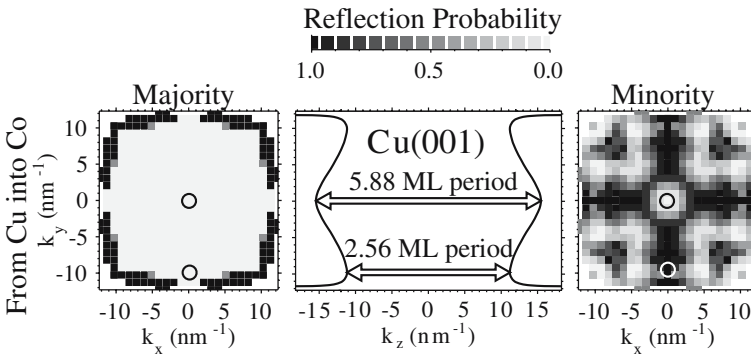 Reflection Probability
1.0 0.5 0.0
Majority Minority
From Cu into Co
k_y (nm⁻¹)
10 5 0 -5 -10
-10 -5 0 5 10
k_x (nm⁻¹)
Cu(001)
5.88 ML period
2.56 ML period
-15 -10 -5 0 5 10 15
k_z (nm⁻¹)
-10 -5 0 5 10
k_x (nm⁻¹)